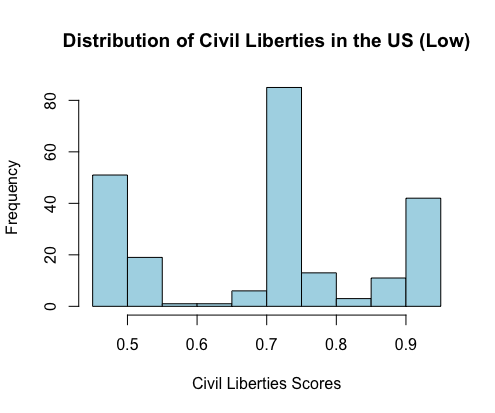 Distribution of Civil Liberties in the US (Low)
Frequency
80
60
40
20
0
0.5 0.6 0.7 0.8 0.9
Civil Liberties Scores